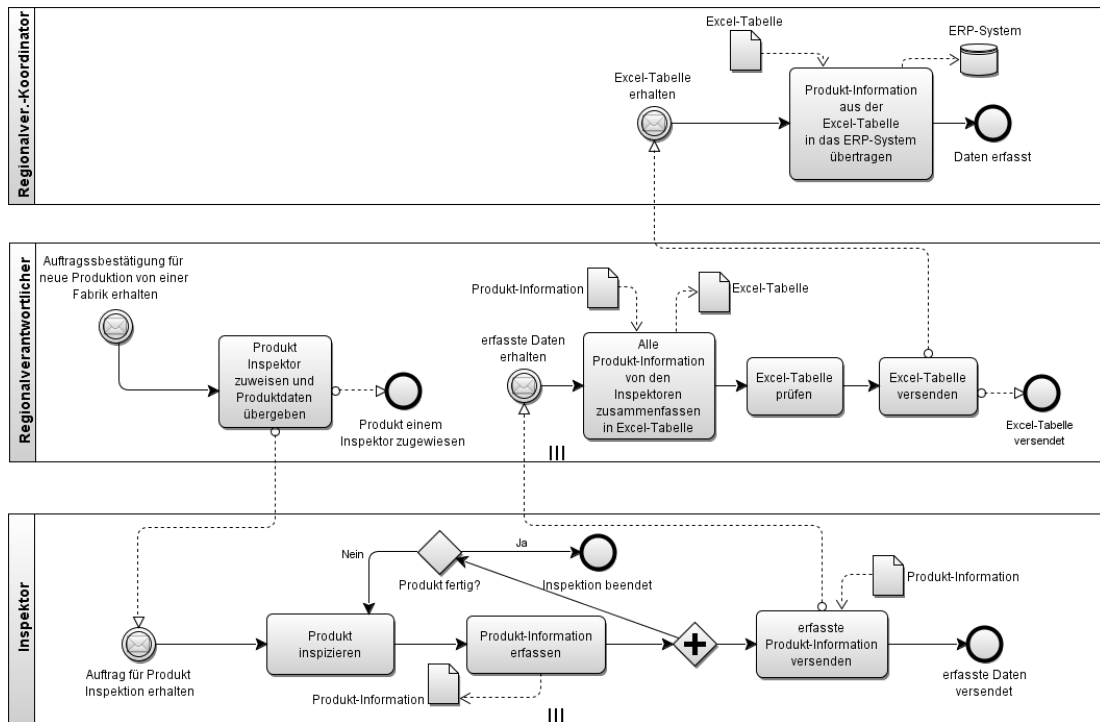 Regionalver.-Koordinator
Excel-Tabelle
ERP-System
Excel-Tabelle
erhalten
Produkt-Information
aus der
Excel-Tabelle
in das ERP-System
übertragen
Daten erfasst
Regionalverantwortlicher
Auftragssbestätigung für
neue Produktion von einer
Fabrik erhalten
Produkt
Inspektor
zuweisen und
Produktdaten
übergeben
Produkt einem
Inspektor zugewiesen
Produkt-Information
Excel-Tabelle
erfasste Daten
erhalten
Alle
Produkt-Information
von den
Inspektoren
zusammenfassen
in Excel-Tabelle
Excel-Tabelle
prüfen
Excel-Tabelle
versenden
Excel-Tabelle
versendet
Inspektor
Auftrag für Produkt
Inspektion erhalten
Nein
Ja
Produkt fertig?
Inspektion beendet
Produkt
inspizieren
Produkt-Information
erfassen
Produkt-Information
Produkt-Information
erfasste
Produkt-Information
versenden
erfasste Daten
versendet